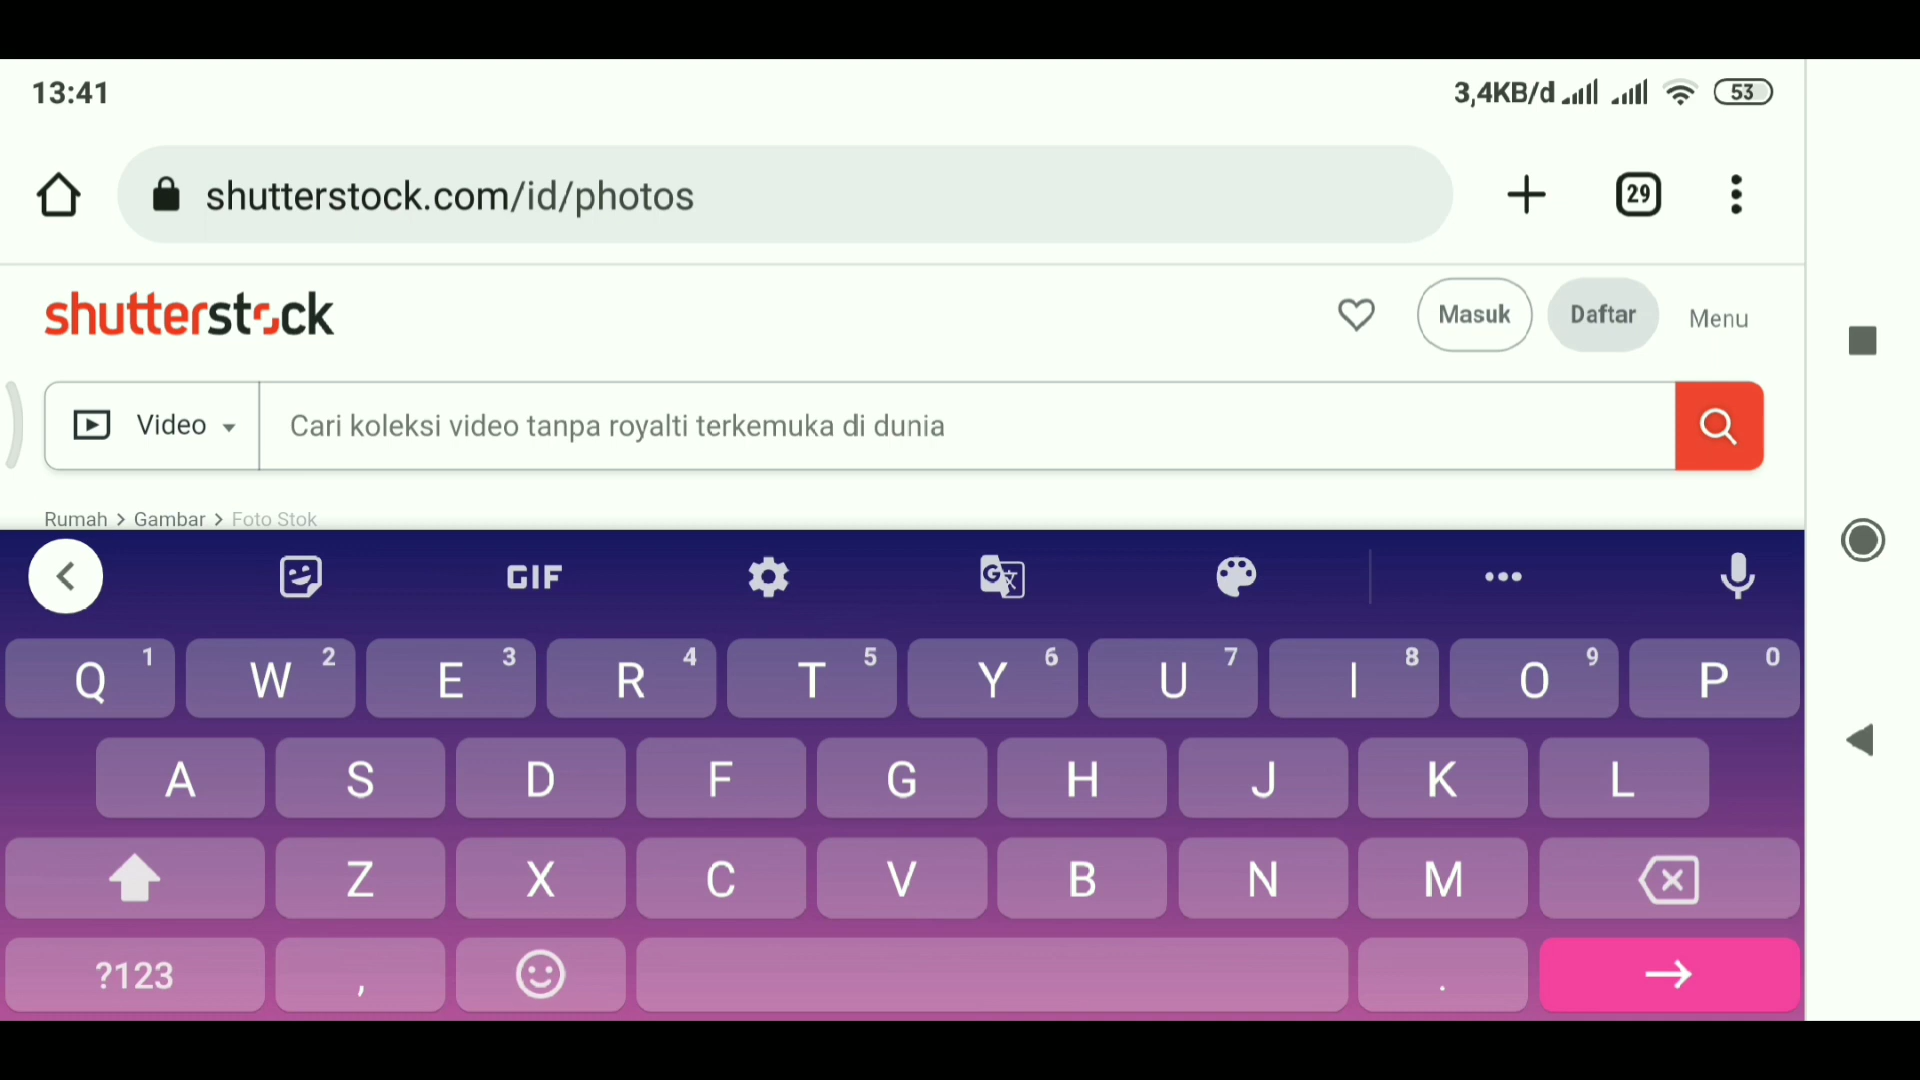 13:41
3,4KB/d
53
shutterstock.com/id/photos
29
shutterstock
Masuk
Daftar
Menu
Video
Cari koleksi video tanpa royalti terkemuka di dunia
Rumah > Gambar > Foto Stok
GIF
G文
Q 1 W 2 E 3 R 4 T 5 Y 6 U 7 I 8 O 9 P 0
A S D F G H J K L
Z X C V B N M
?123 , .